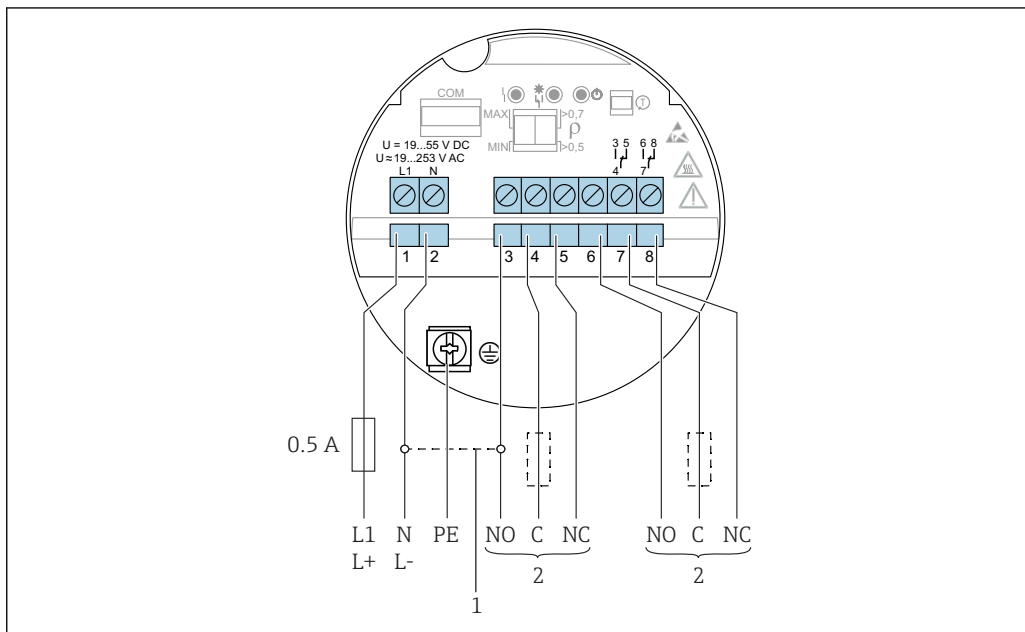 COM
MAX
>0,7
ρ
MIN
>0,5
T
U = 19...55 V DC
U ≈ 19...253 V AC
L1 N
3 5
4
6 8
7
1 2 3 4 5 6 7 8
0.5 A
L1 N PE NO C NC NO C NC
L+ L-
2 2
1